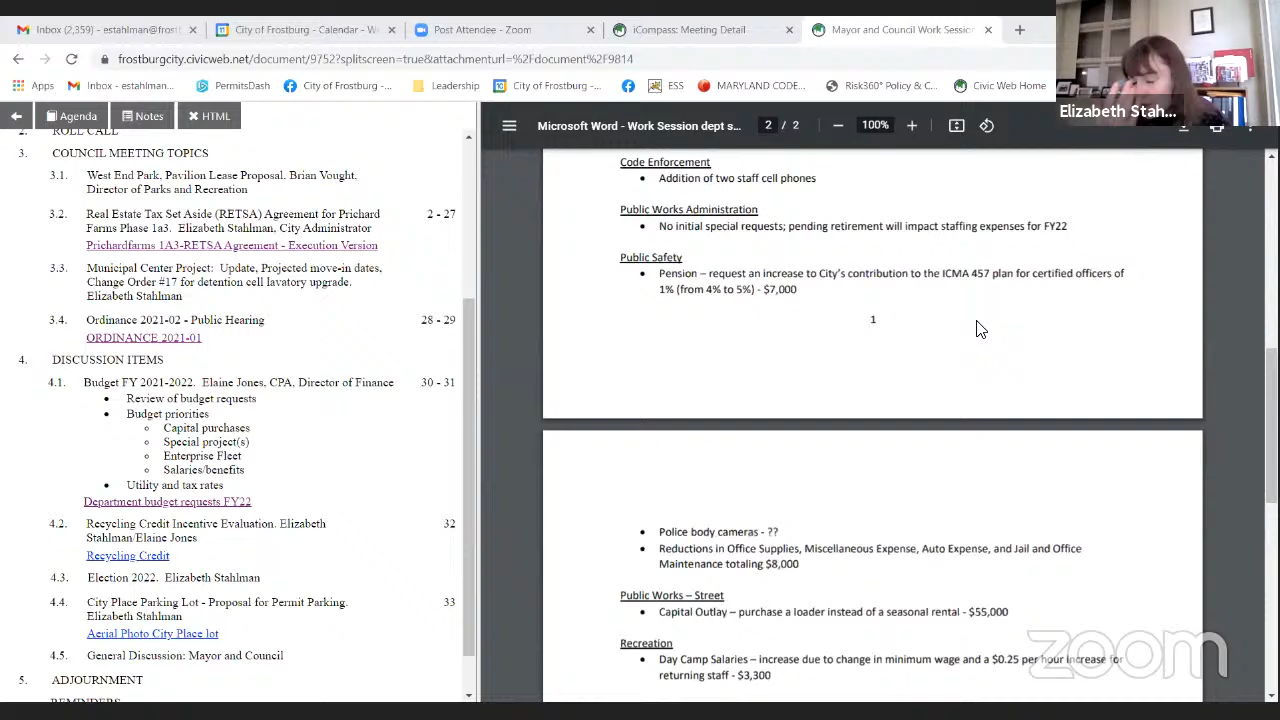 Inbox (2,359) - estahlman@frost
City of Frostburg - Calendar - W
Post Attendee - Zoom
iCompass: Meeting Detail
Mayor and Council Work Session
frostburgcity.civicweb.net/document/9752?splitscreen=true&attachmenturl=%2Fdocument%2F9814
Apps
Inbox - estahlman...
PermitsDash
City of Frostburg -...
Leadership
City of Frostburg -...
ESS
MARYLAND CODE...
Risk360° Policy & C...
Civic Web Home
Elizabeth Stah...
Agenda
Notes
HTML
Microsoft Word - Work Session dept s...
2 / 2
100%
2. ROLL CALL
3. COUNCIL MEETING TOPICS
3.1. West End Park, Pavilion Lease Proposal. Brian Vought,
Director of Parks and Recreation
3.2. Real Estate Tax Set Aside (RETSA) Agreement for Prichard 2 - 27
Farms Phase 1a3. Elizabeth Stahlman, City Administrator
Prichardfarms 1A3-RETSA Agreement - Execution Version
3.3. Municipal Center Project: Update, Projected move-in dates,
Change Order #17 for detention cell lavatory upgrade.
Elizabeth Stahlman
3.4. Ordinance 2021-02 - Public Hearing 28 - 29
ORDINANCE 2021-01
4. DISCUSSION ITEMS
4.1. Budget FY 2021-2022. Elaine Jones, CPA, Director of Finance 30 - 31
• Review of budget requests
• Budget priorities
○ Capital purchases
○ Special project(s)
○ Enterprise Fleet
○ Salaries/benefits
• Utility and tax rates
Department budget requests FY22
4.2. Recycling Credit Incentive Evaluation. Elizabeth 32
Stahlman/Elaine Jones
Recycling Credit
4.3. Election 2022. Elizabeth Stahlman
4.4. City Place Parking Lot - Proposal for Permit Parking. 33
Elizabeth Stahlman
Aerial Photo City Place lot
4.5. General Discussion: Mayor and Council
5. ADJOURNMENT
REMINDERS
Code Enforcement
• Addition of two staff cell phones
Public Works Administration
• No initial special requests; pending retirement will impact staffing expenses for FY22
Public Safety
• Pension – request an increase to City's contribution to the ICMA 457 plan for certified officers of
1% (from 4% to 5%) - $7,000
1
• Police body cameras - ??
• Reductions in Office Supplies, Miscellaneous Expense, Auto Expense, and Jail and Office
Maintenance totaling $8,000
Public Works – Street
• Capital Outlay – purchase a loader instead of a seasonal rental - $55,000
Recreation
• Day Camp Salaries – increase due to change in minimum wage and a $0.25 per hour increase for
returning staff - $3,300
zoom